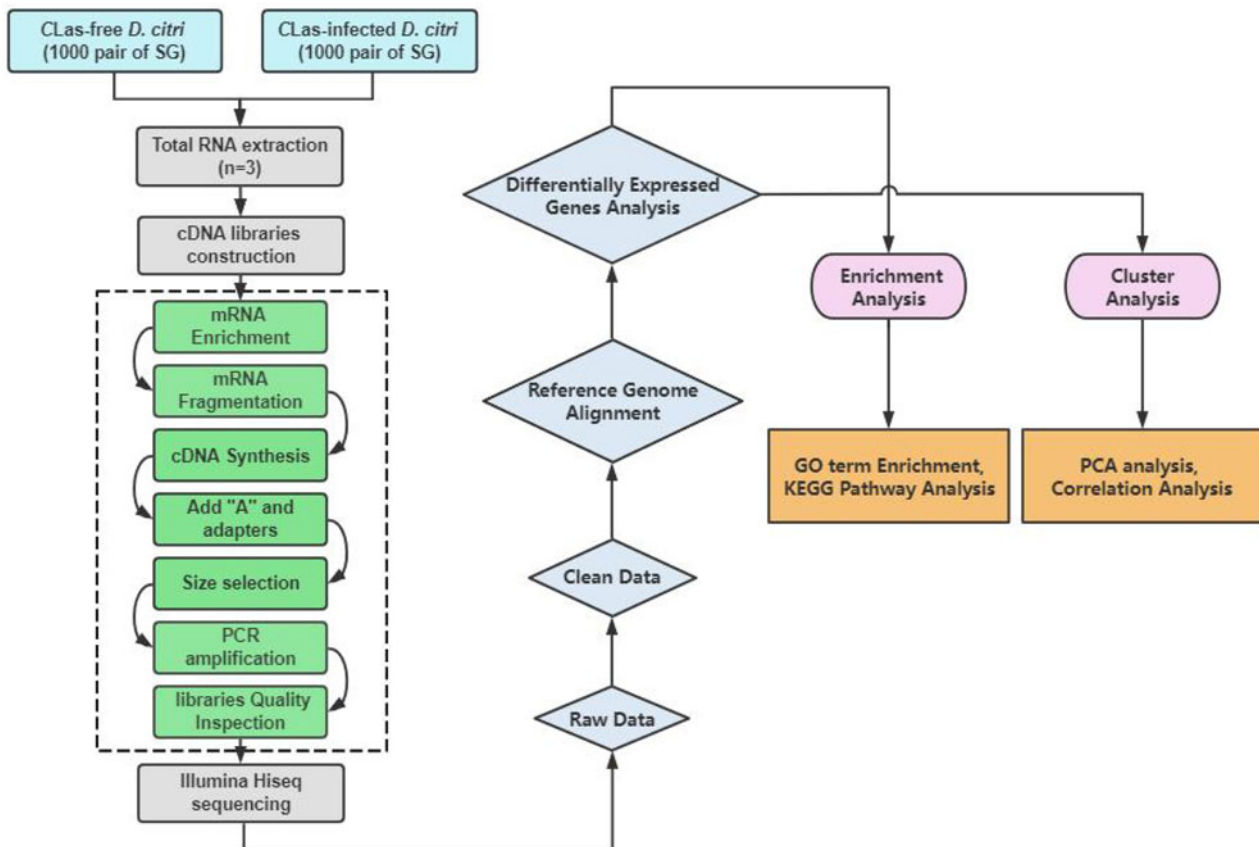 CLas-free D. citri
(1000 pair of SG)
CLas-infected D. citri
(1000 pair of SG)
Total RNA extraction
(n=3)
cDNA libraries
construction
mRNA
Enrichment
mRNA
Fragmentation
cDNA Synthesis
Add "A" and
adapters
Size selection
PCR
amplification
libraries Quality
Inspection
Illumina Hiseq
sequencing
Raw Data
Clean Data
Reference Genome
Alignment
Differentially Expressed
Genes Analysis
Enrichment
Analysis
Cluster
Analysis
GO term Enrichment,
KEGG Pathway Analysis
PCA analysis,
Correlation Analysis